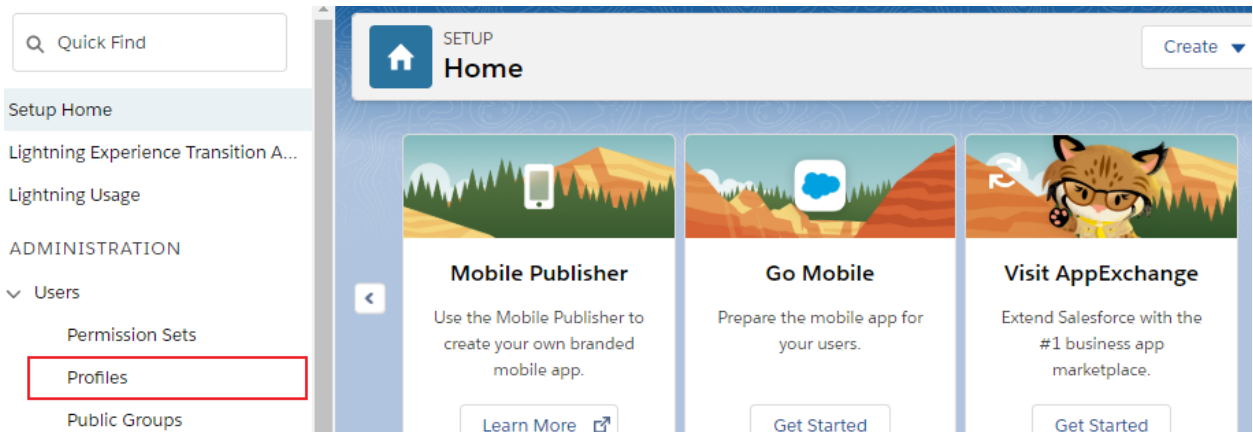 Quick Find
Setup Home
Lightning Experience Transition A...
Lightning Usage
ADMINISTRATION
Users
Permission Sets
Profiles
Public Groups
SETUP
Home
Create
Mobile Publisher
Use the Mobile Publisher to
create your own branded
mobile app.
Learn More
Go Mobile
Prepare the mobile app for
your users.
Get Started
Visit AppExchange
Extend Salesforce with the
#1 business app
marketplace.
Get Started